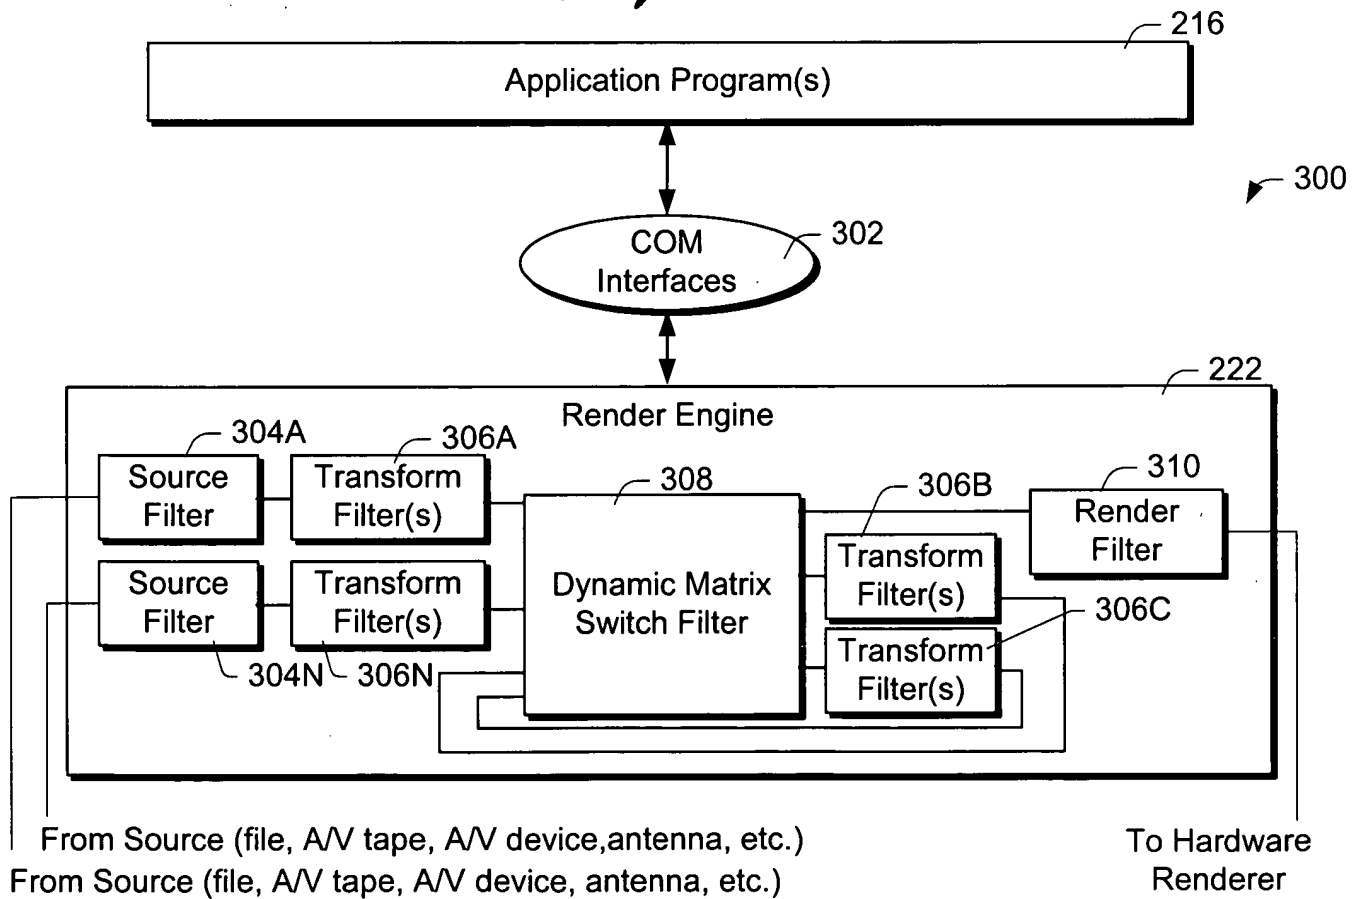 216
Application Program(s)
300
COM
Interfaces
302
222
Render Engine
304A
306A
Source
Filter
Transform
Filter(s)
308
306B
310
Render
Filter
Source
Filter
Transform
Filter(s)
Dynamic Matrix
Switch Filter
Transform
Filter(s)
306C
304N
306N
Transform
Filter(s)
From Source (file, A/V tape, A/V device,antenna, etc.)
From Source (file, A/V tape, A/V device, antenna, etc.)
To Hardware
Renderer